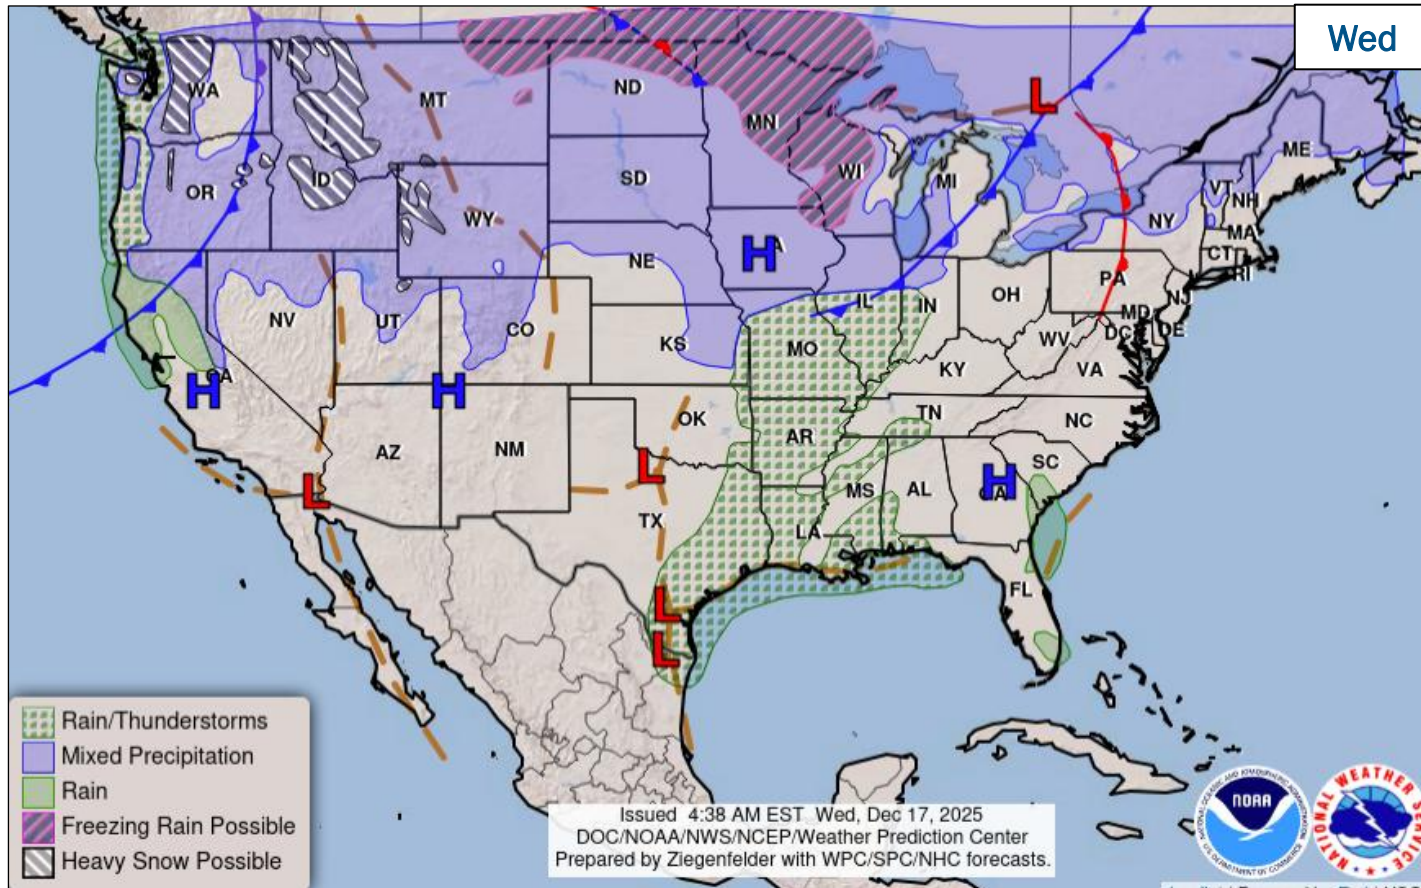 Wed
WA
MT
ND
MN
OR
ID
WY
SD
WI
MI
ME
VT
NH
NY
MA
CT
RI
NE
H
A
IL
IN
OH
PA
NJ
MD
DE
DC
WV
VA
NV
UT
CO
KS
MO
KY
CA
H
H
AZ
NM
OK
AR
TN
NC
SC
H
GA
L
L
L
TX
MS
AL
LA
FL
L
L
Rain/Thunderstorms
Mixed Precipitation
Rain
Freezing Rain Possible
Heavy Snow Possible
Issued 4:38 AM EST Wed, Dec 17, 2025
DOC/NOAA/NWS/NCEP/Weather Prediction Center
Prepared by Ziegenfelder with WPC/SPC/NHC forecasts.
NOAA
NATIONAL WEATHER SERVICE